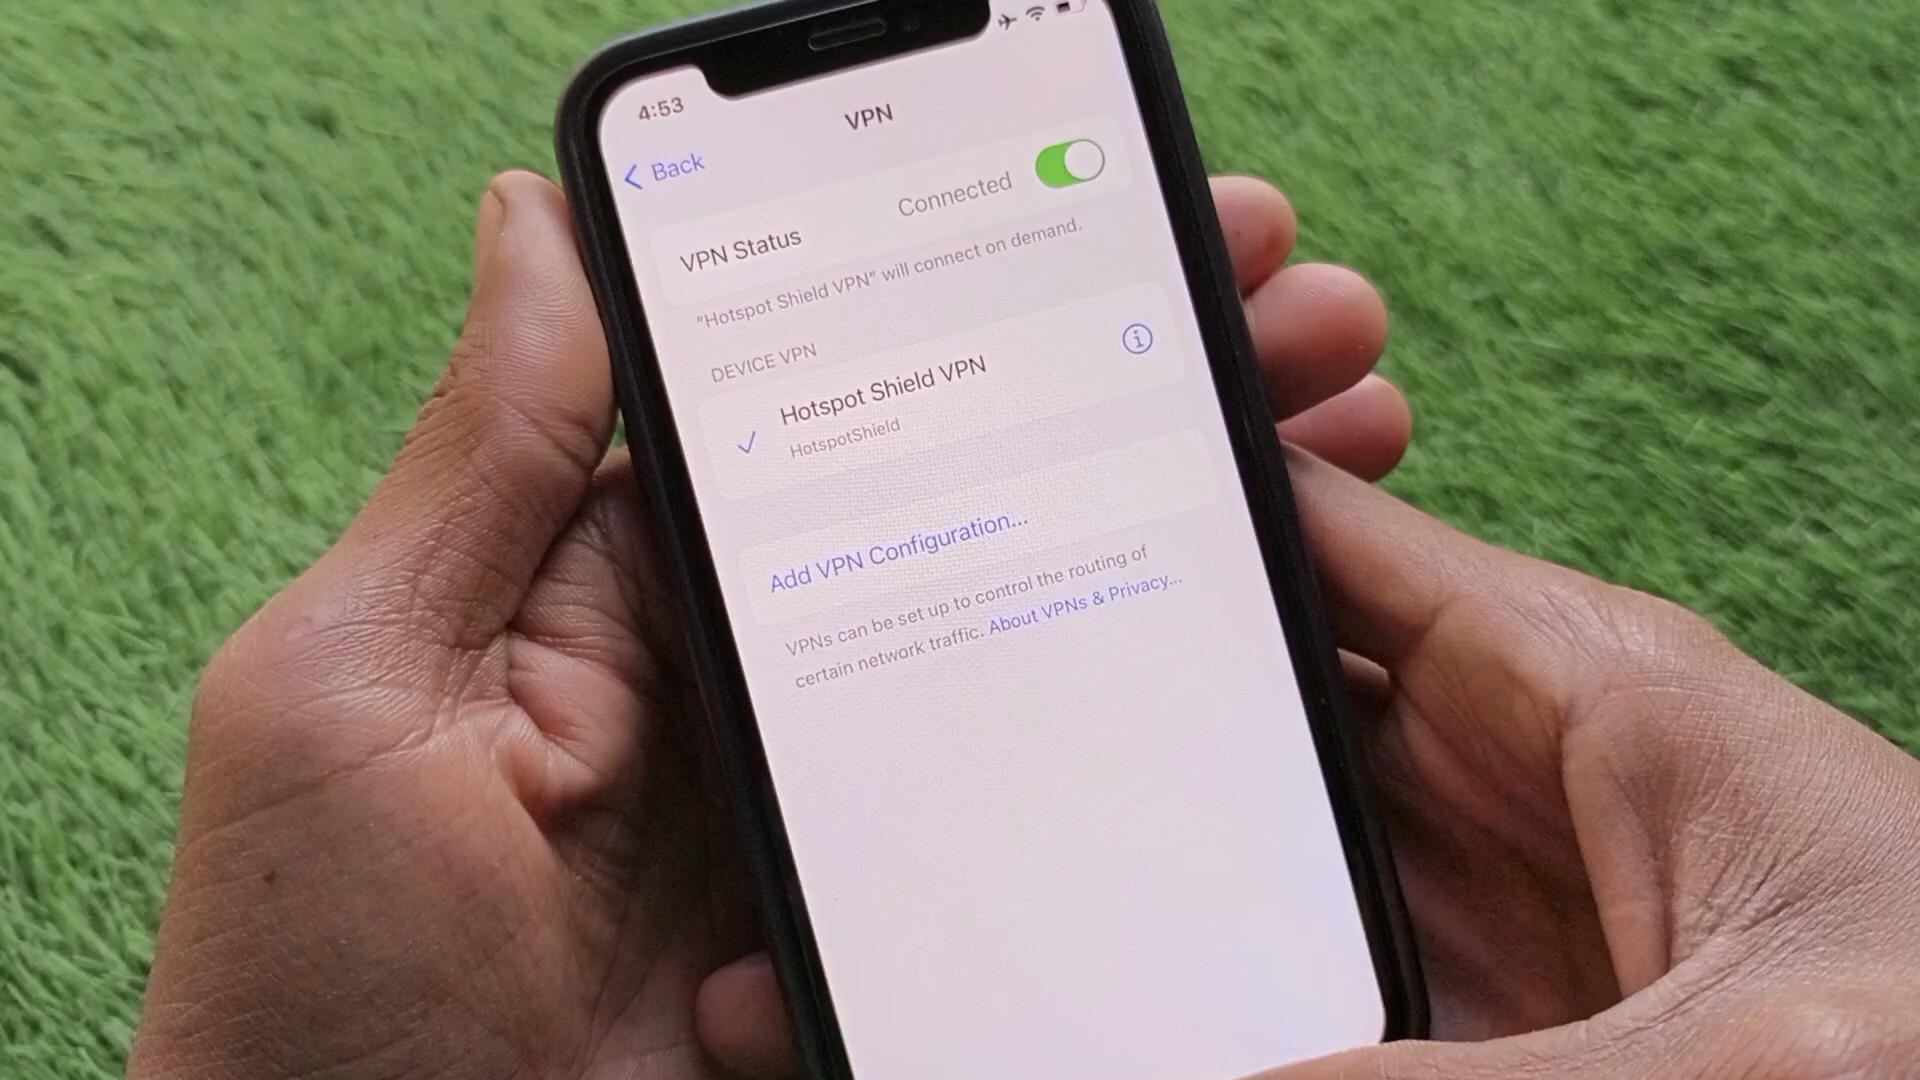 4:53
VPN
Back
VPN Status Connected
"Hotspot Shield VPN" will connect on demand.
DEVICE VPN
Hotspot Shield VPN
HotspotShield
Add VPN Configuration...
VPNs can be set up to control the routing of
certain network traffic. About VPNs & Privacy...